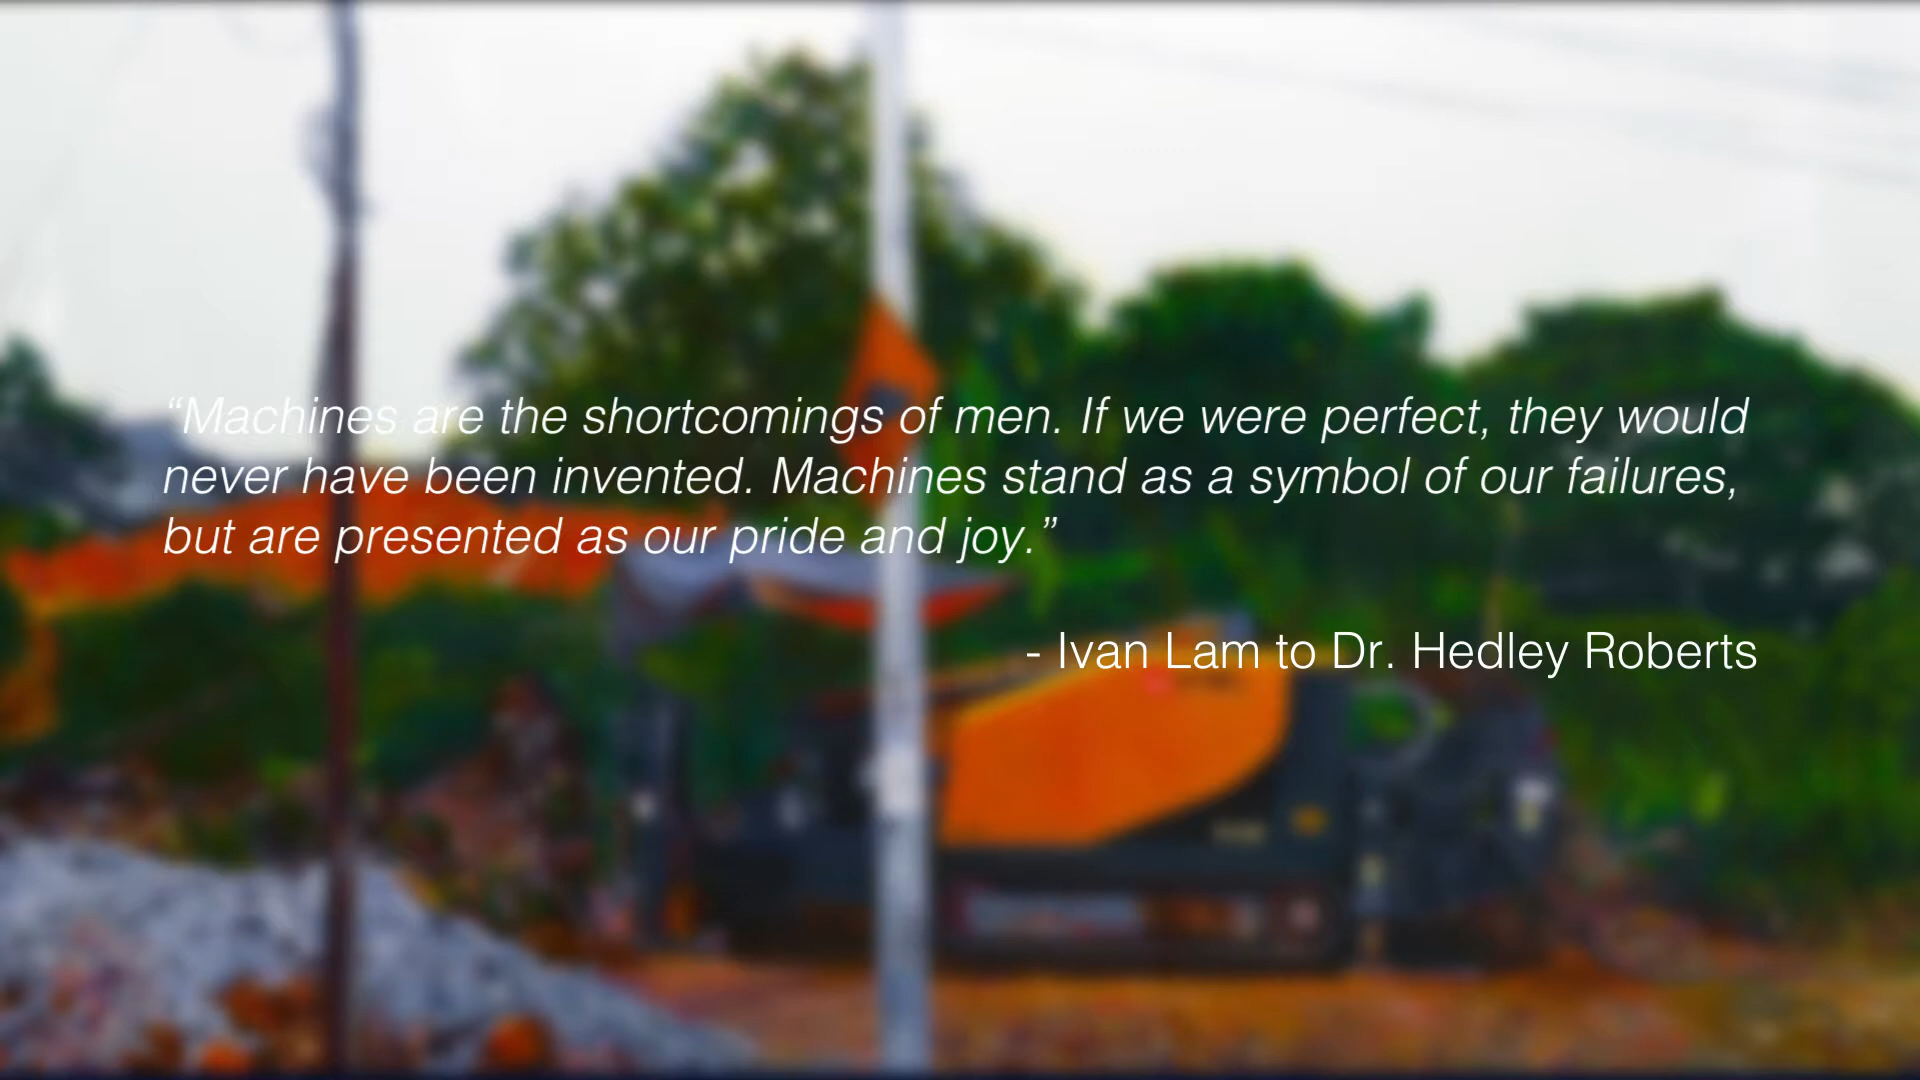 “Machines are the shortcomings of men. If we were perfect, they would
never have been invented. Machines stand as a symbol of our failures,
but are presented as our pride and joy.”
- Ivan Lam to Dr. Hedley Roberts